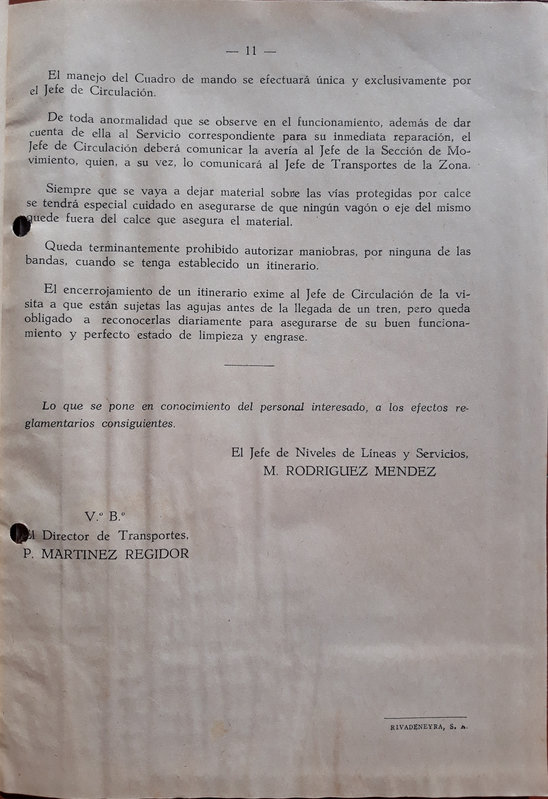 — 11 —
El manejo del Cuadro de mando se efectuará única y exclusivamente por
el Jefe de Circulación.
De toda anormalidad que se observe en el funcionamiento, además de dar
cuenta de ella al Servicio correspondiente para su inmediata reparación, el
Jefe de Circulación deberá comunicar la avería al Jefe de la Sección de Mo-
vimiento, quien, a su vez, lo comunicará al Jefe de Transportes de la Zona.
Siempre que se vaya a dejar material sobre las vías protegidas por calce
se tendrá especial cuidado en asegurarse de que ningún vagón o eje del mismo
quede fuera del calce que asegura el material.
Queda terminantemente prohibido autorizar maniobras, por ninguna de las
bandas, cuando se tenga establecido un itinerario.
El encerrojamiento de un itinerario exime al Jefe de Circulación de la vi-
sita a que están sujetas las agujas antes de la llegada de un tren, pero queda
obligado a reconocerlas diariamente para asegurarse de su buen funciona-
miento y perfecto estado de limpieza y engrase.
Lo que se pone en conocimiento del personal interesado, a los efectos re-
glamentarios consiguientes.
El Jefe de Niveles de Líneas y Servicios,
M. RODRIGUEZ MENDEZ
V.º B.º
El Director de Transportes,
P. MARTINEZ REGIDOR
RIVADENEYRA, S. A.